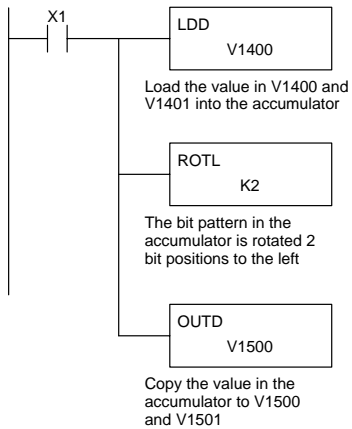 X1
LDD
V1400
Load the value in V1400 and
V1401 into the accumulator
ROTL
K2
The bit pattern in the
accumulator is rotated 2
bit positions to the left
OUTD
V1500
Copy the value in the
accumulator to V1500
and V1501